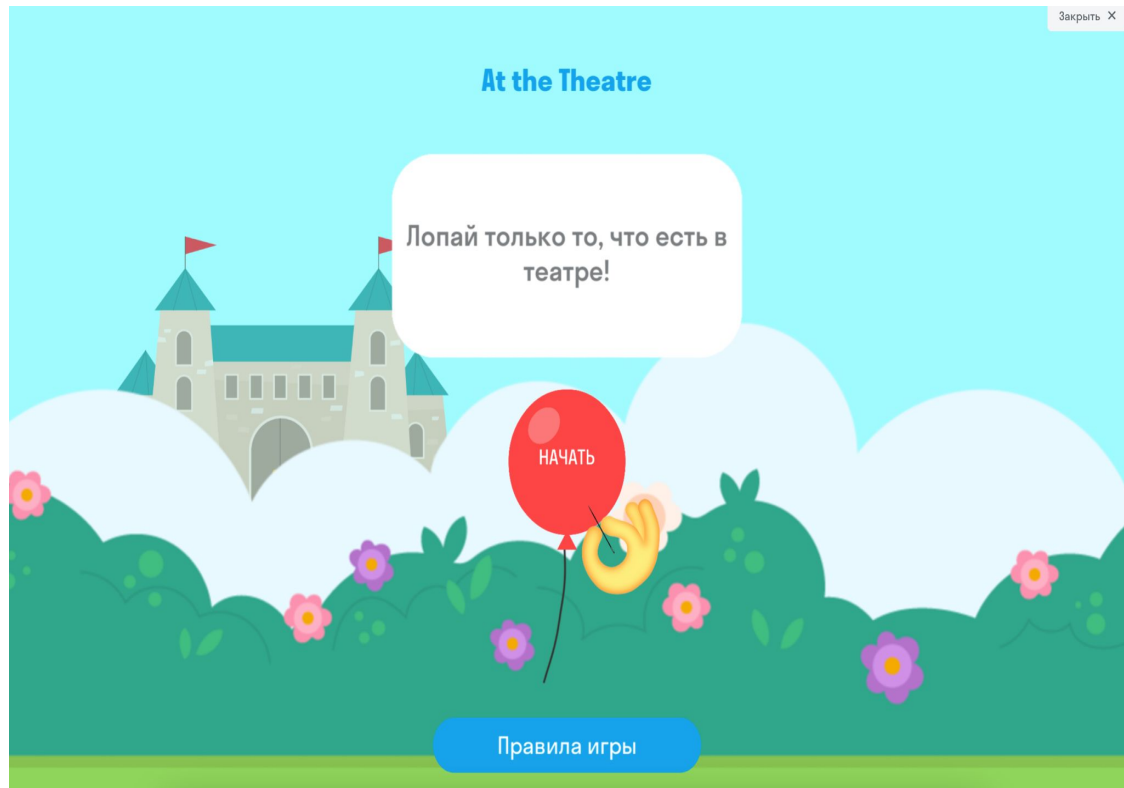 Закрыть ×
At the Theatre
Лопай только то, что есть в
театре!
НАЧАТЬ
Правила игры